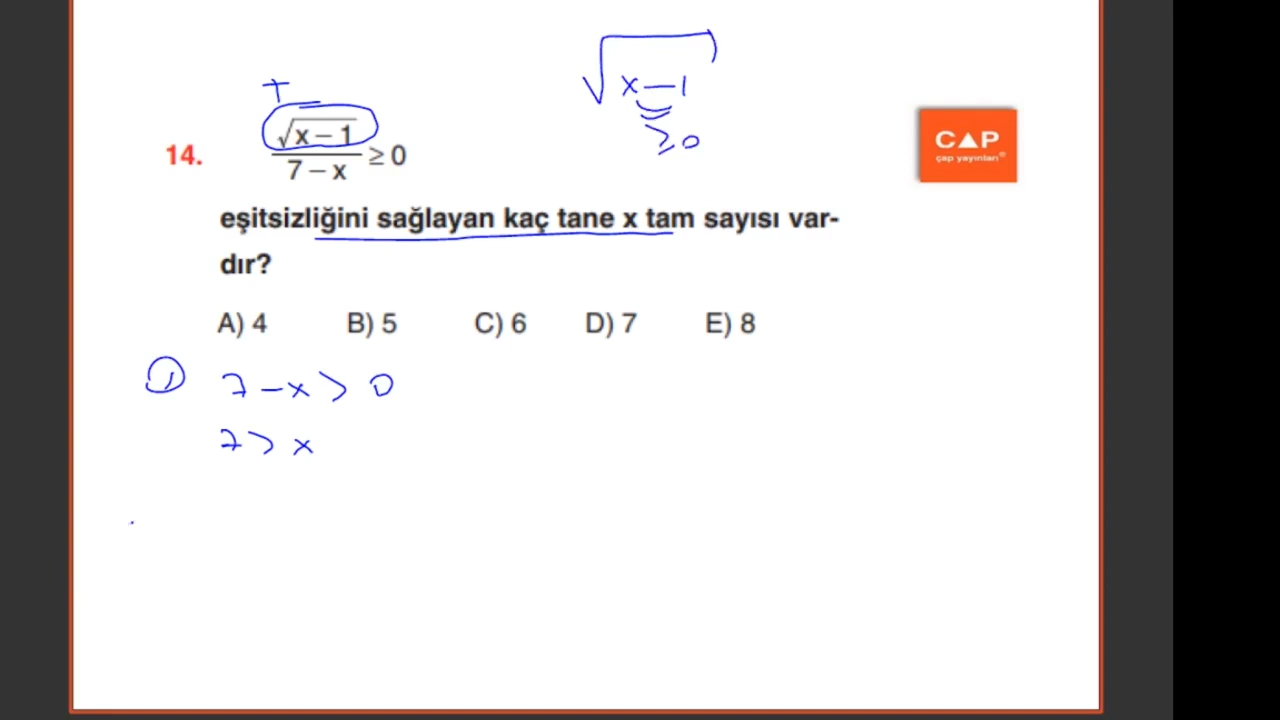 √x-1
≥0
+
14. √x – 1 / 7 – x ≥ 0
CAP
çap yayınları®
eşitsizliğini sağlayan kaç tane x tam sayısı var-
dır?
A) 4 B) 5 C) 6 D) 7 E) 8
1 7-x > 0
7 > x